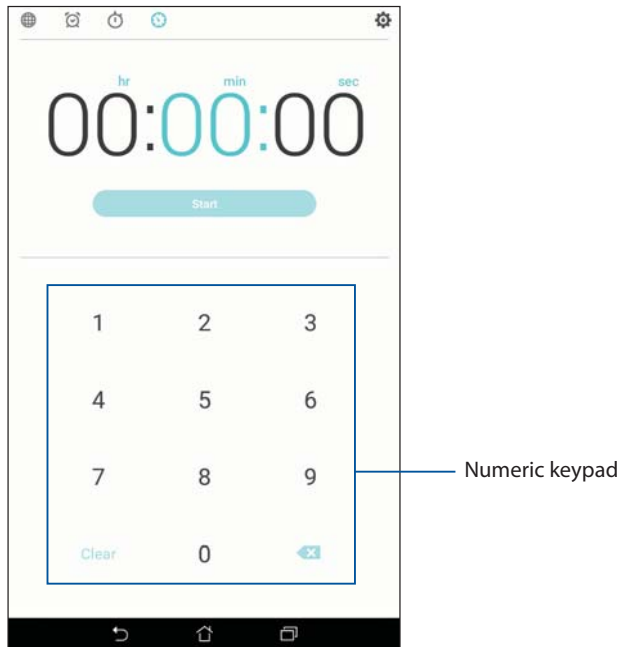 hr min sec
00:00:00
Start
1 2 3
4 5 6
7 8 9
Numeric keypad
Clear 0